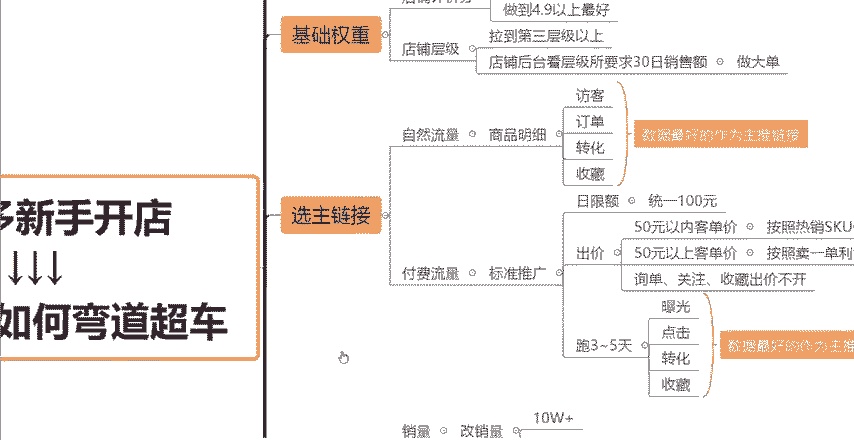 做到4.9以上最好
基础权重
店铺层级
拉到第三层级以上
店铺后台看层级所要求30日销售额
做大单
访客
订单
转化
收藏
自然流量
商品明细
数据最好的作为主推链接
新手开店
↓↓↓
如何弯道超车
选主链接
日限额
统一100元
50元以内客单价
按照热销SKU
出价
50元以上客单价
按照卖一单利
询单、关注、收藏出价不开
付费流量
标准推广
曝光
点击
跑3~5天
转化
收藏
数据最好的作为主推
销量
改销量
10W+